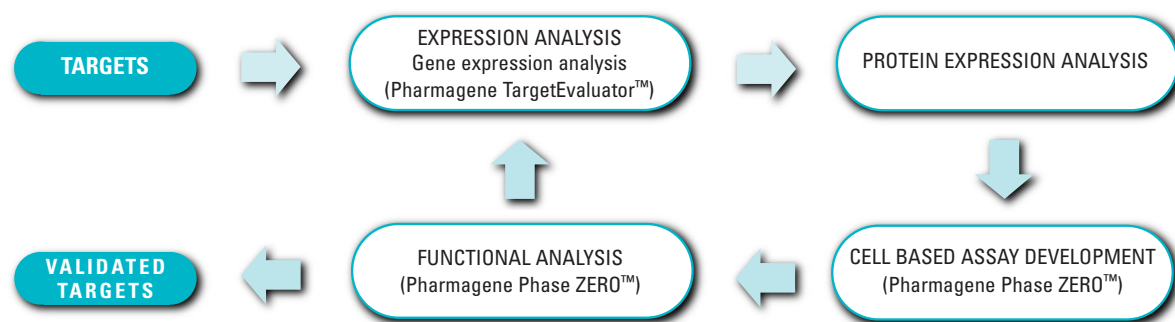 TARGETS
EXPRESSION ANALYSIS
Gene expression analysis
(Pharmagene TargetEvaluator™)
PROTEIN EXPRESSION ANALYSIS
VALIDATED
TARGETS
FUNCTIONAL ANALYSIS
(Pharmagene Phase ZERO™)
CELL BASED ASSAY DEVELOPMENT
(Pharmagene Phase ZERO™)